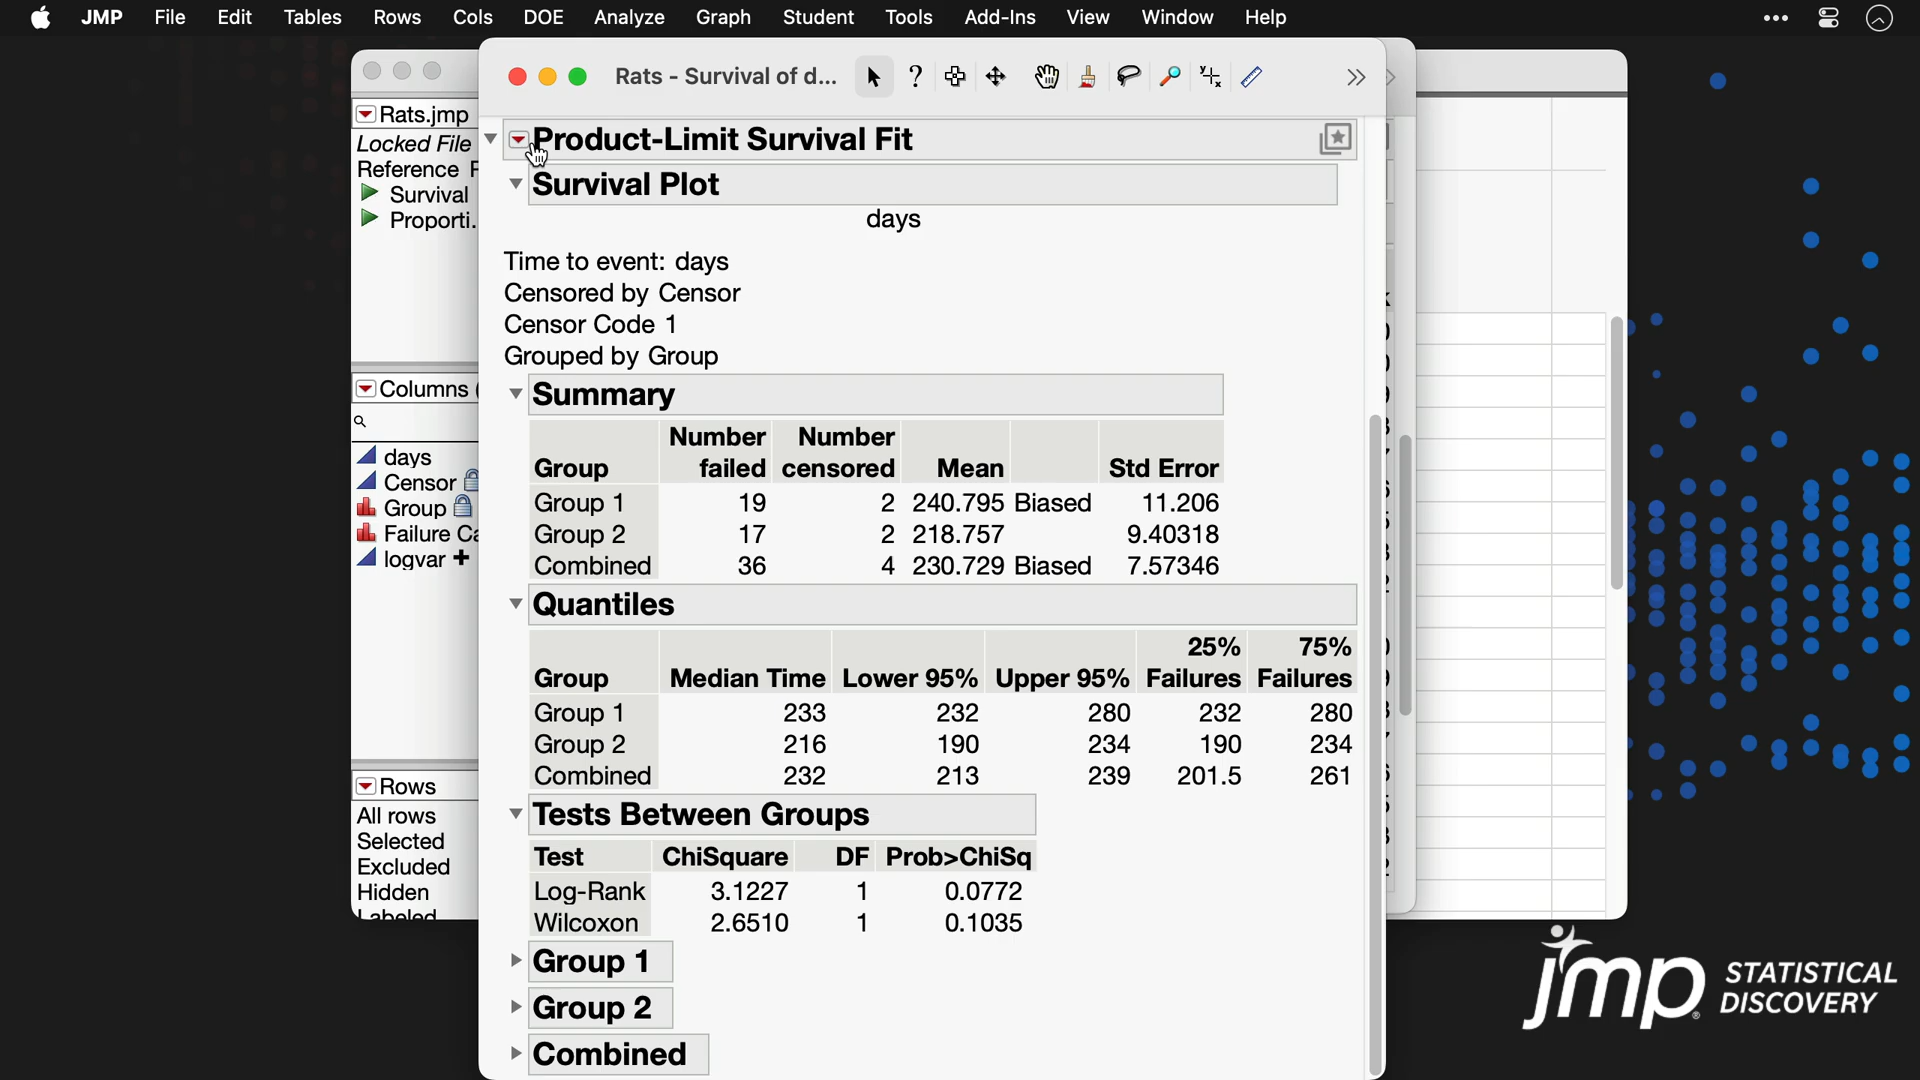 JMP File Edit Tables Rows Cols DOE Analyze Graph Student Tools Add-Ins View Window Help
Rats - Survival of d...
Rats.jmp
Locked File
Reference
Survival
Proporti...
Columns
days
Censor
Group
Failure
logvar
Rows
All rows
Selected
Excluded
Hidden
Labeled
Product-Limit Survival Fit
Survival Plot
days
Time to event: days
Censored by Censor
Censor Code 1
Grouped by Group
Summary
Group Number failed Number censored Mean Std Error
Group 1 19 2 240.795 Biased 11.206
Group 2 17 2 218.757 9.40318
Combined 36 4 230.729 Biased 7.57346
Quantiles
Group Median Time Lower 95% Upper 95% 25% Failures 75% Failures
Group 1 233 232 280 232 280
Group 2 216 190 234 190 234
Combined 232 213 239 201.5 261
Tests Between Groups
Test ChiSquare DF Prob>ChiSq
Log-Rank 3.1227 1 0.0772
Wilcoxon 2.6510 1 0.1035
Group 1
Group 2
Combined
jmp STATISTICAL
DISCOVERY